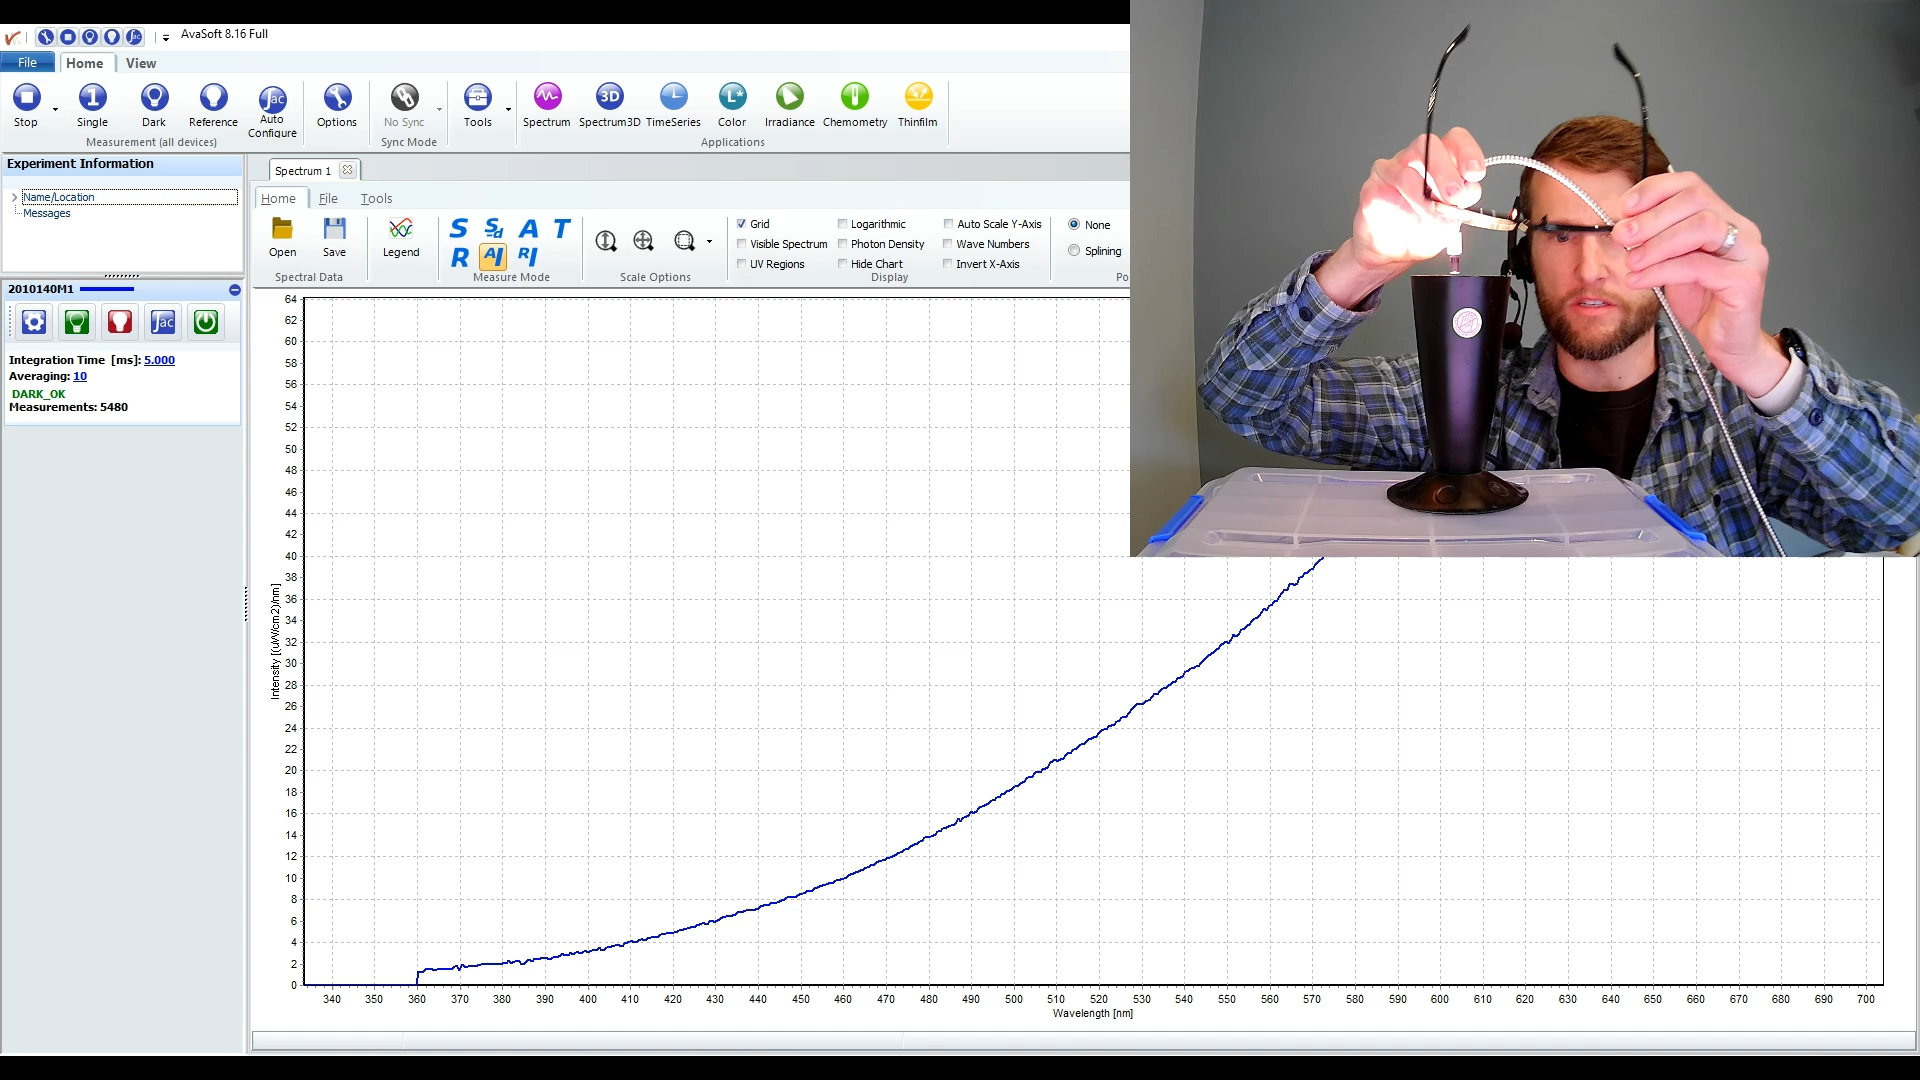 AvaSoft 8.16 Full
File Home View
Stop Single Dark Reference Auto Configure Options No Sync Tools Spectrum Spectrum3D TimeSeries Color Irradiance Chemometry Thinfilm
Measurement (all devices) Sync Mode Applications
Experiment Information
Name/Location
Messages
2010140M1
Integration Time [ms]: 5.000
Averaging: 10
DARK_OK
Measurements: 5480
Spectrum 1
Home File Tools
Open Save Legend
S Sd A T
R AI RI
Grid Logarithmic Auto Scale Y-Axis None
Visible Spectrum Photon Density Wave Numbers Splining
UV Regions Hide Chart Invert X-Axis
Spectral Data Measure Mode Scale Options Display Po
64
62
60
58
56
54
52
50
48
46
44
42
40
38
36
34
32
30
28
26
24
22
20
18
16
14
12
10
8
6
4
2
0
Intensity [(uW/cm2)/nm]
340 350 360 370 380 390 400 410 420 430 440 450 460 470 480 490 500 510 520 530 540 550 560 570 580 590 600 610 620 630 640 650 660 670 680 690 700
Wavelength [nm]